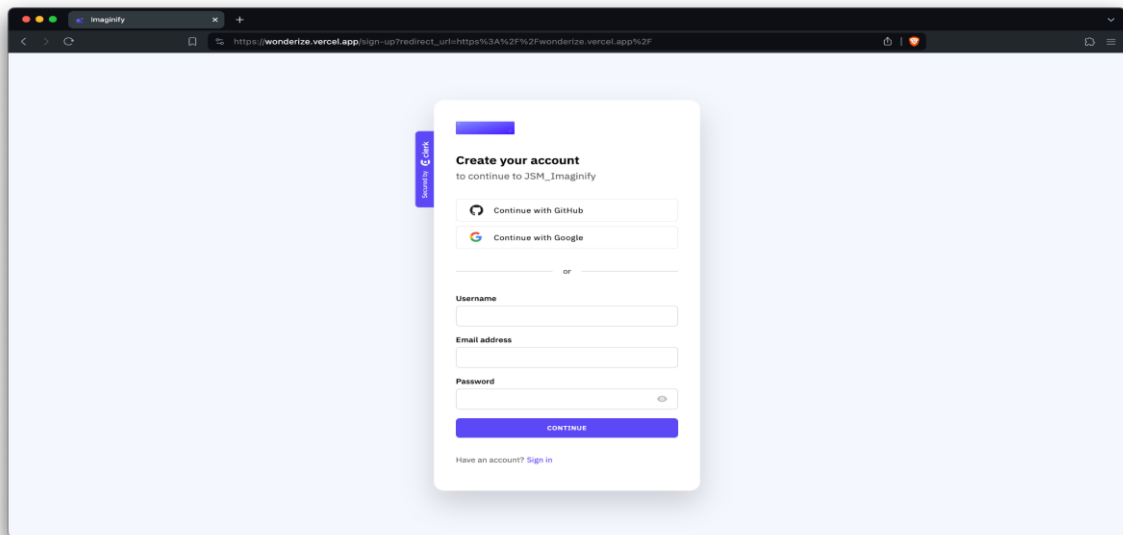 Imaginify
https://wonderize.vercel.app/sign-up?redirect_url=https%3A%2F%2Fwonderize.vercel.app%2F
Secured by clerk
Create your account
to continue to JSM_Imaginify
Continue with GitHub
Continue with Google
or
Username
Email address
Password
CONTINUE
Have an account? Sign in